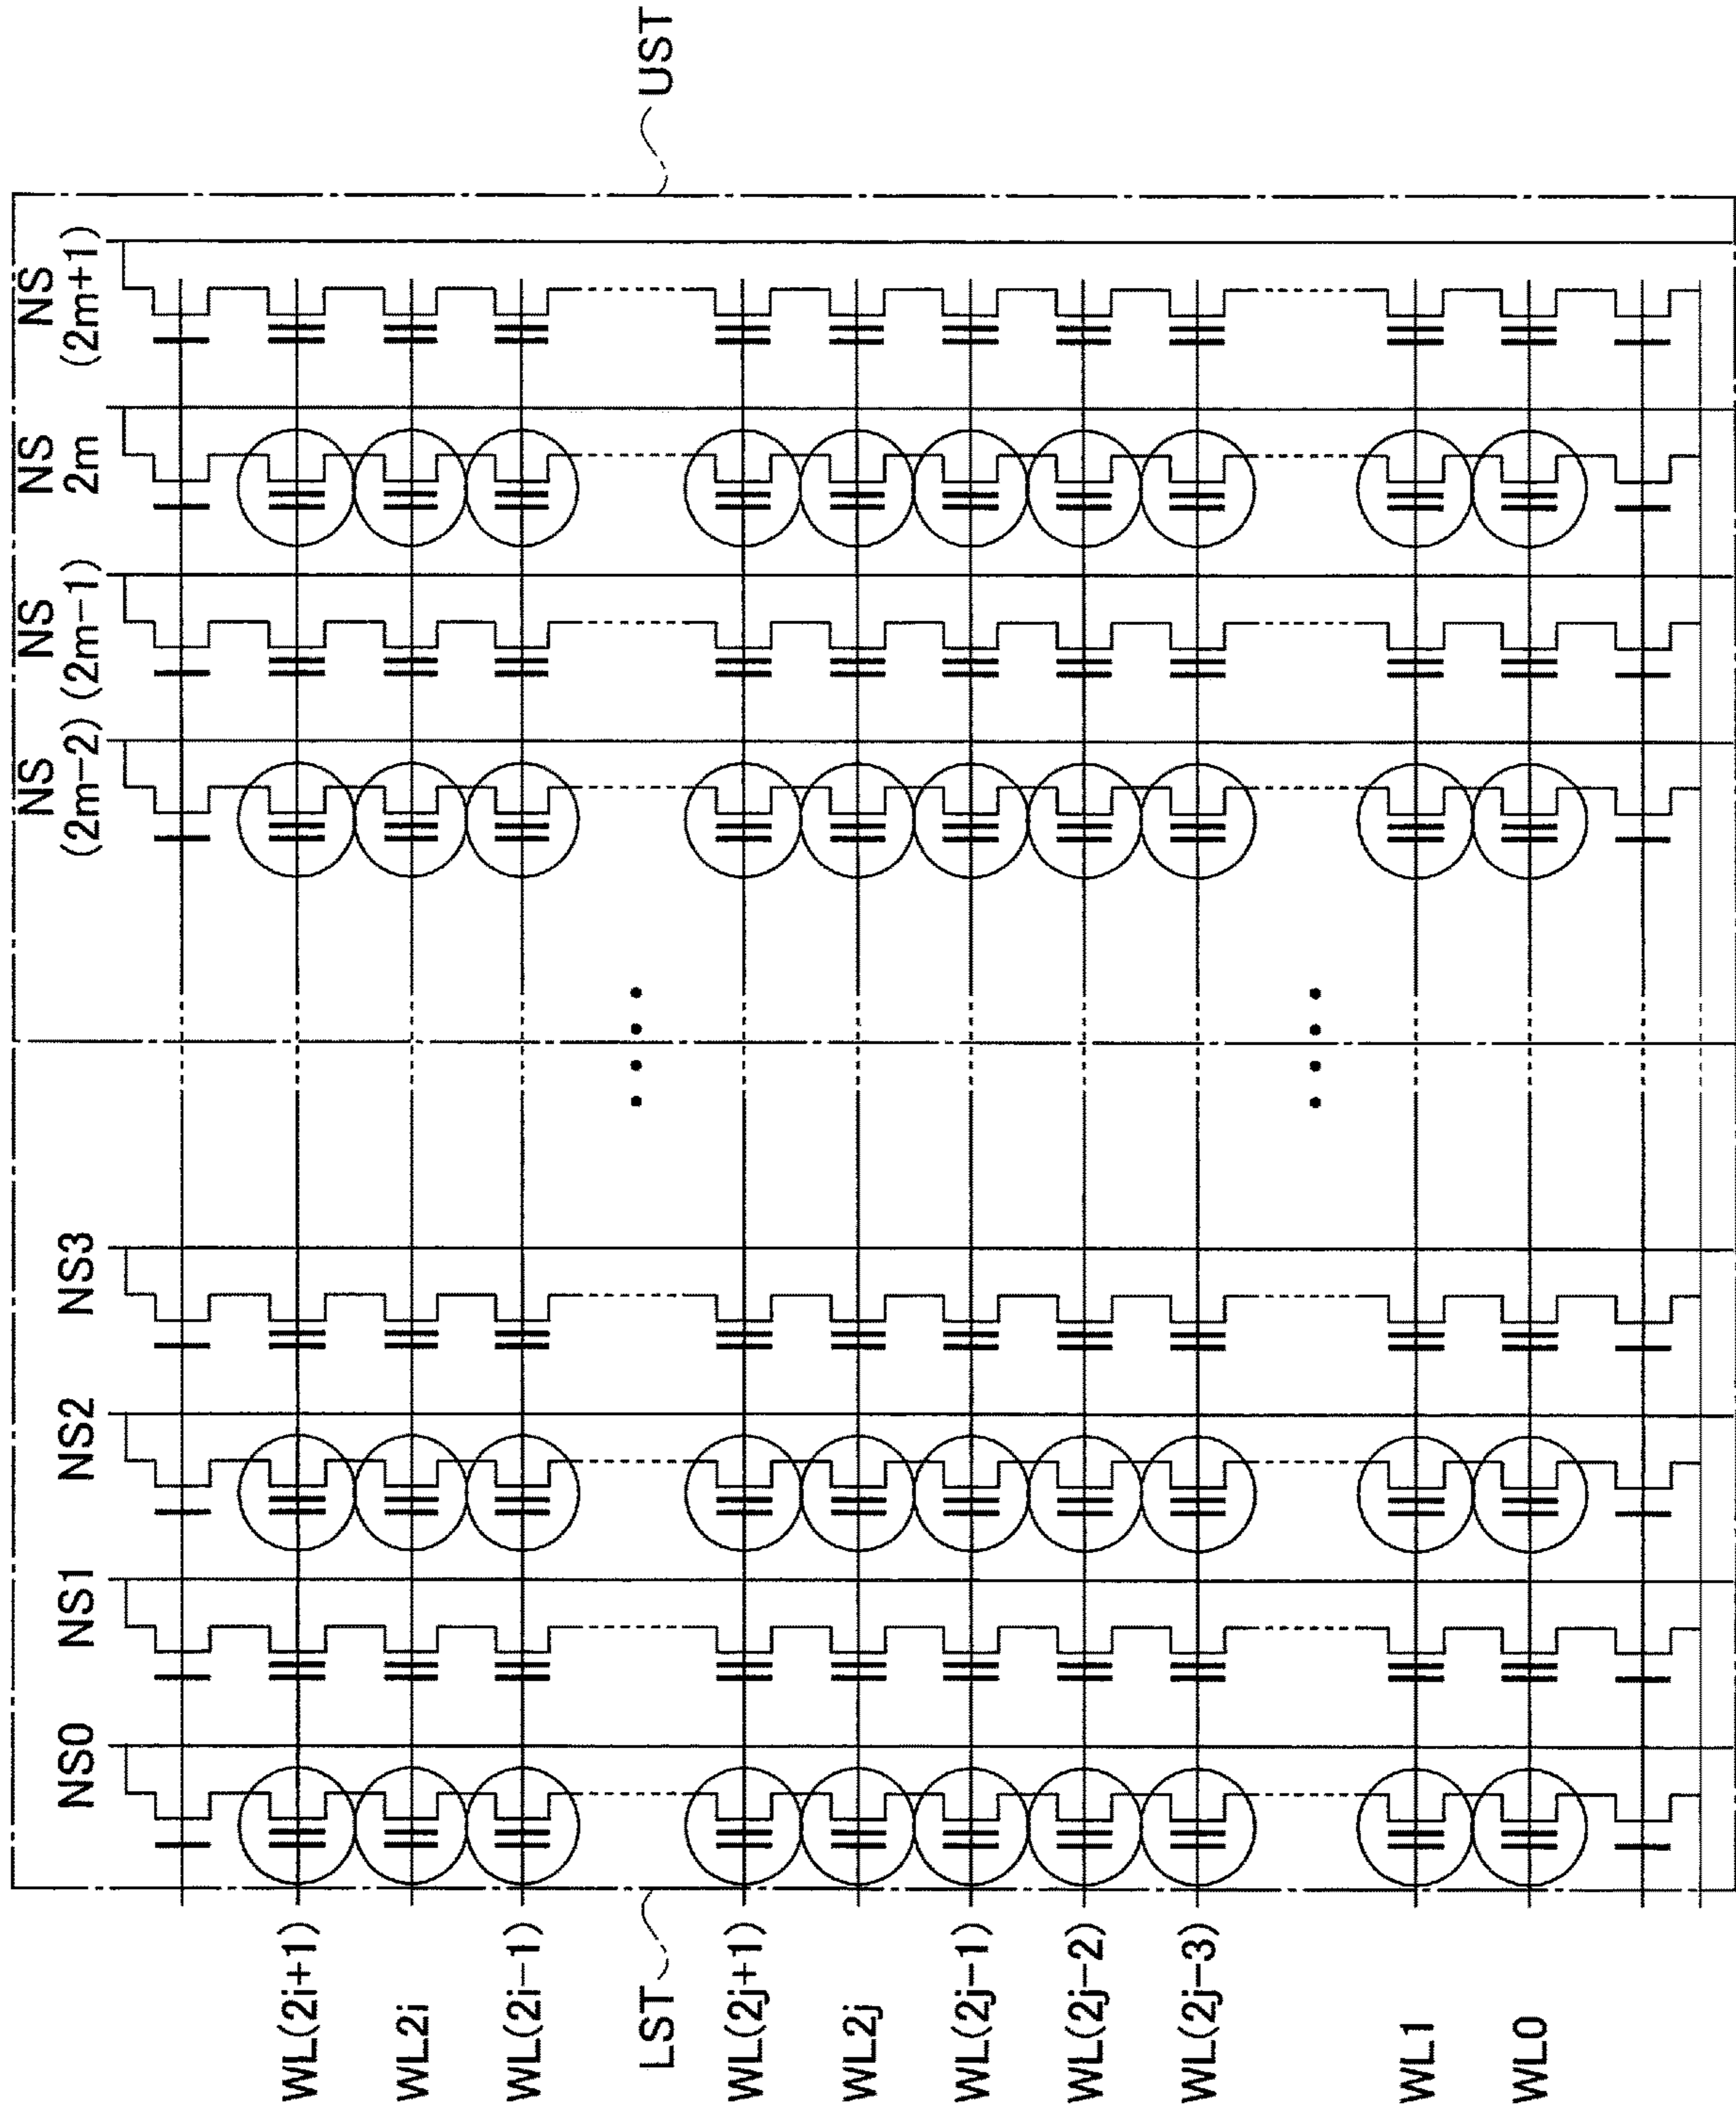 NS0
NS1
NS2
NS3
NS
(2m-2)
NS
(2m-1)
NS
2m
NS
(2m+1)
WL(2i+1)
WL2i
WL(2i-1)
LST
UST
WL(2j+1)
WL2j
WL(2j-1)
WL(2j-2)
WL(2j-3)
WL1
WL0